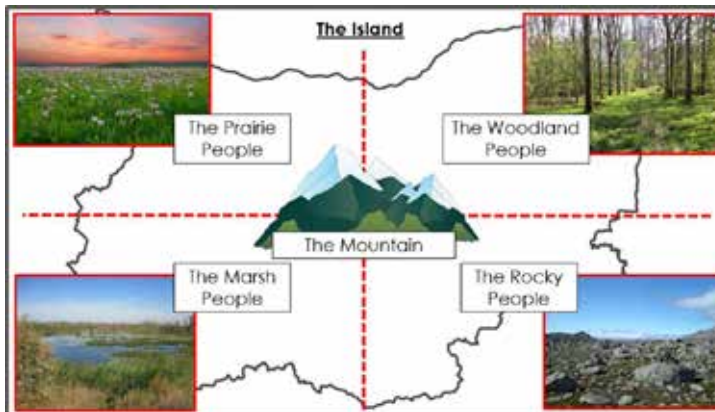 The Island
The Prairie
People
The Woodland
People
The Mountain
The Marsh
People
The Rocky
People